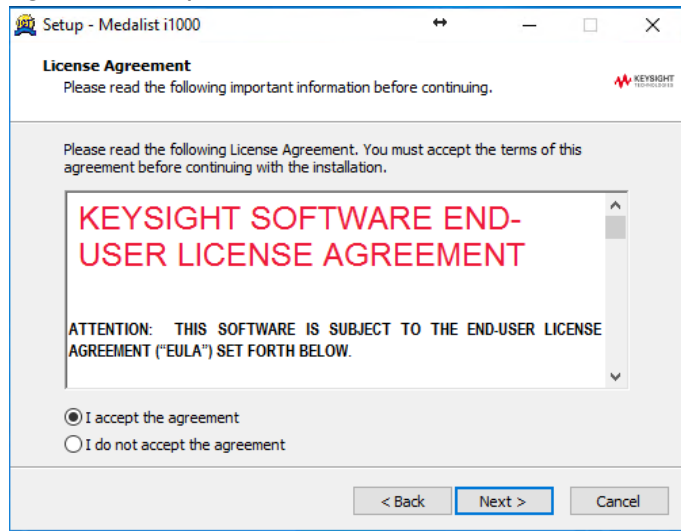 Setup - Medalist i1000
License Agreement
Please read the following important information before continuing.
KEYSIGHT
TECHNOLOGIES
Please read the following License Agreement. You must accept the terms of this
agreement before continuing with the installation.
KEYSIGHT SOFTWARE END-
USER LICENSE AGREEMENT
ATTENTION: THIS SOFTWARE IS SUBJECT TO THE END-USER LICENSE
AGREEMENT (“EULA”) SET FORTH BELOW.
I accept the agreement
I do not accept the agreement
< Back
Next >
Cancel